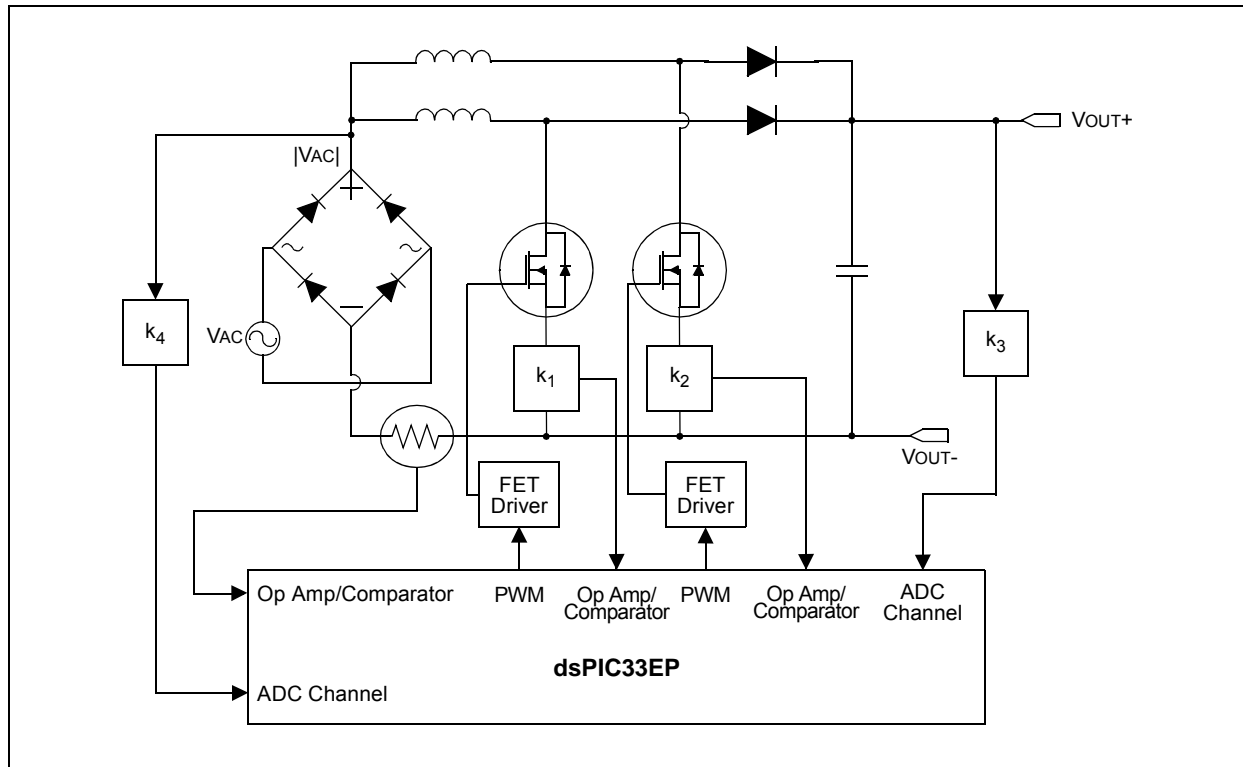 VOUT+
|VAC|
k4
VAC
k1
k2
k3
VOUT-
FET
Driver
FET
Driver
Op Amp/Comparator
PWM
Op Amp/
Comparator
PWM
Op Amp/
Comparator
ADC
Channel
dsPIC33EP
ADC Channel